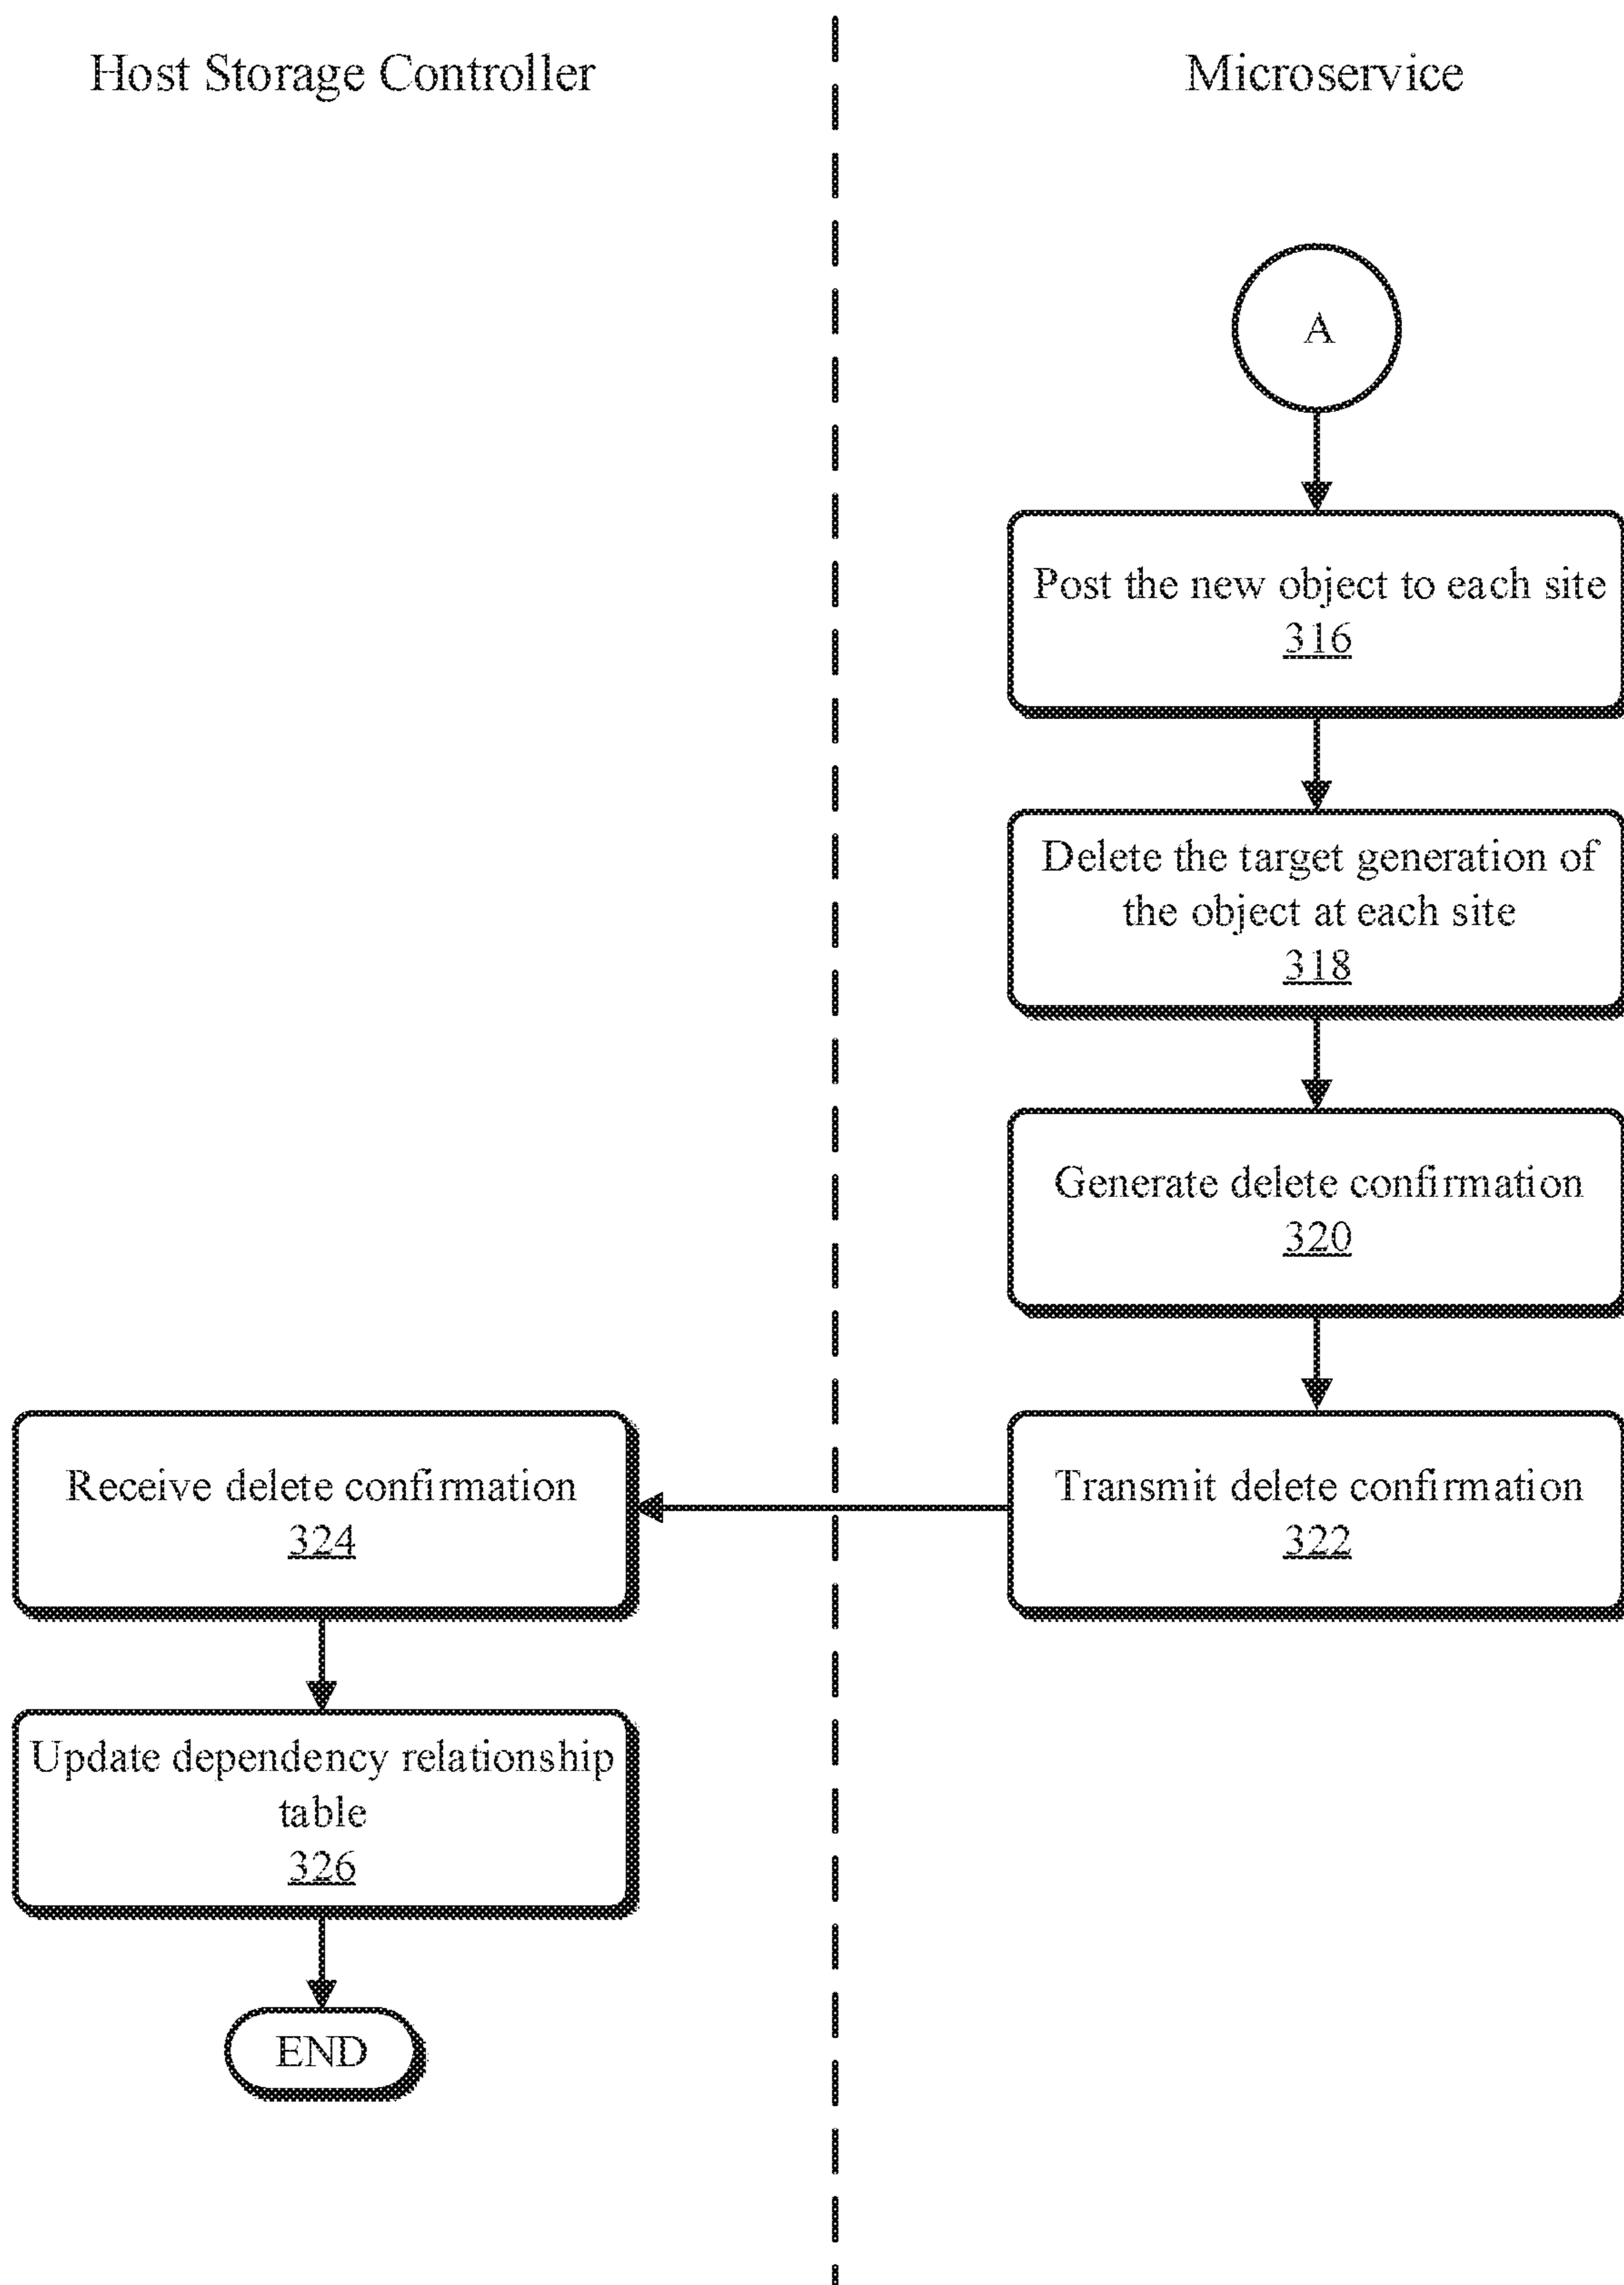 Host Storage Controller
Microservice
A
Post the new object to each site
316
Delete the target generation of
the object at each site
318
Generate delete confirmation
320
Transmit delete confirmation
322
Receive delete confirmation
324
Update dependency relationship
table
326
END